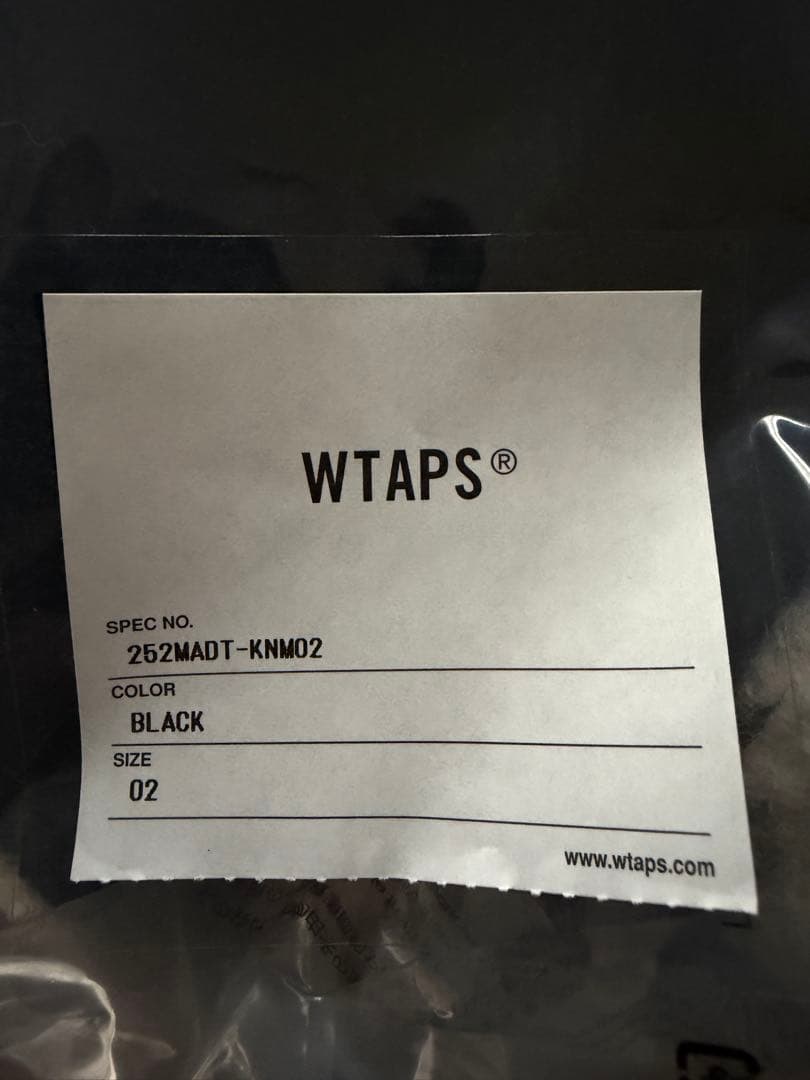 WTAPS®
SPEC NO.
252MADT-KNM02
COLOR
BLACK
SIZE
02
www.wtaps.com